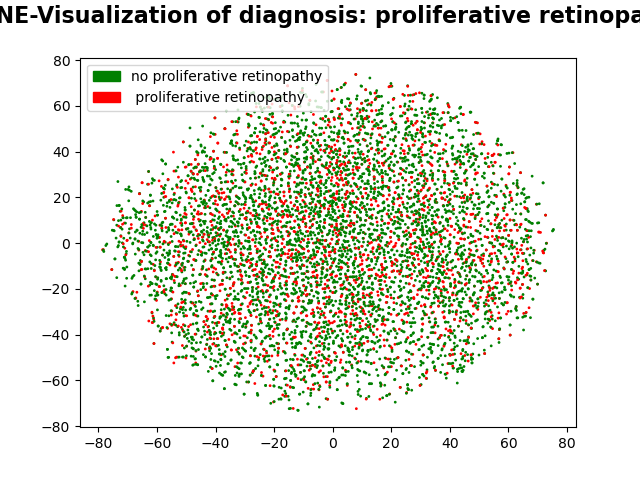 NE-Visualization of diagnosis: proliferative retinopa
80
60
40
20
0
−20
−40
−60
−80
no proliferative retinopathy
proliferative retinopathy
−80 −60 −40 −20 0 20 40 60 80